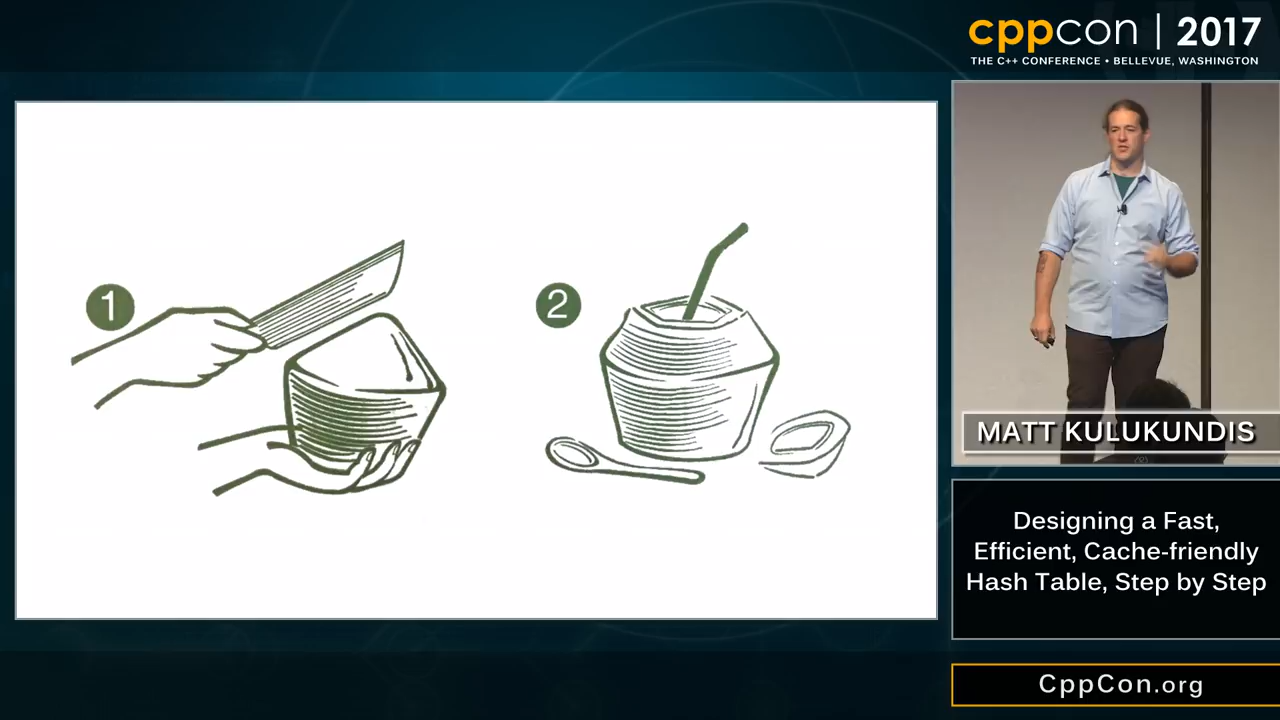 cppcon | 2017
THE C++ CONFERENCE • BELLEVUE, WASHINGTON
1
2
MATT KULUKUNDIS
Designing a Fast,
Efficient, Cache-friendly
Hash Table, Step by Step
CppCon.org